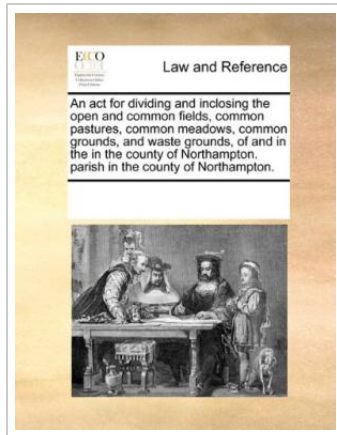 ECCO
Law and Reference
An act for dividing and inclosing the
open and common fields, common
pastures, common meadows, common
grounds, and waste grounds, of and in
the in the county of Northampton.
parish in the county of Northampton.